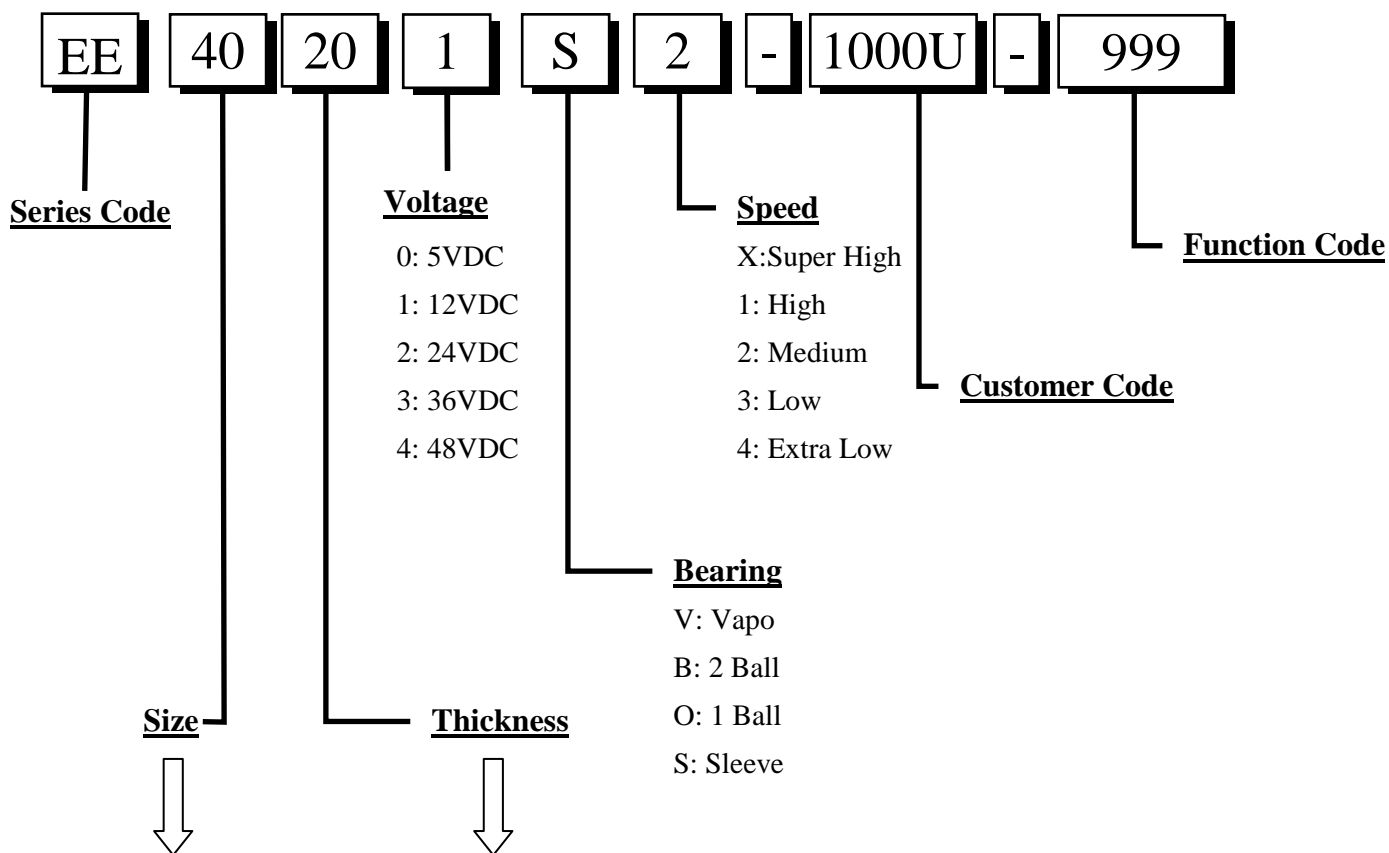 EE 40 20 1 S 2 - 1000U - 999
Series Code
Voltage
0: 5VDC
1: 12VDC
2: 24VDC
3: 36VDC
4: 48VDC
Speed
X:Super High
1: High
2: Medium
3: Low
4: Extra Low
Function Code
Customer Code
Bearing
V: Vapo
B: 2 Ball
O: 1 Ball
S: Sleeve
Size
Thickness